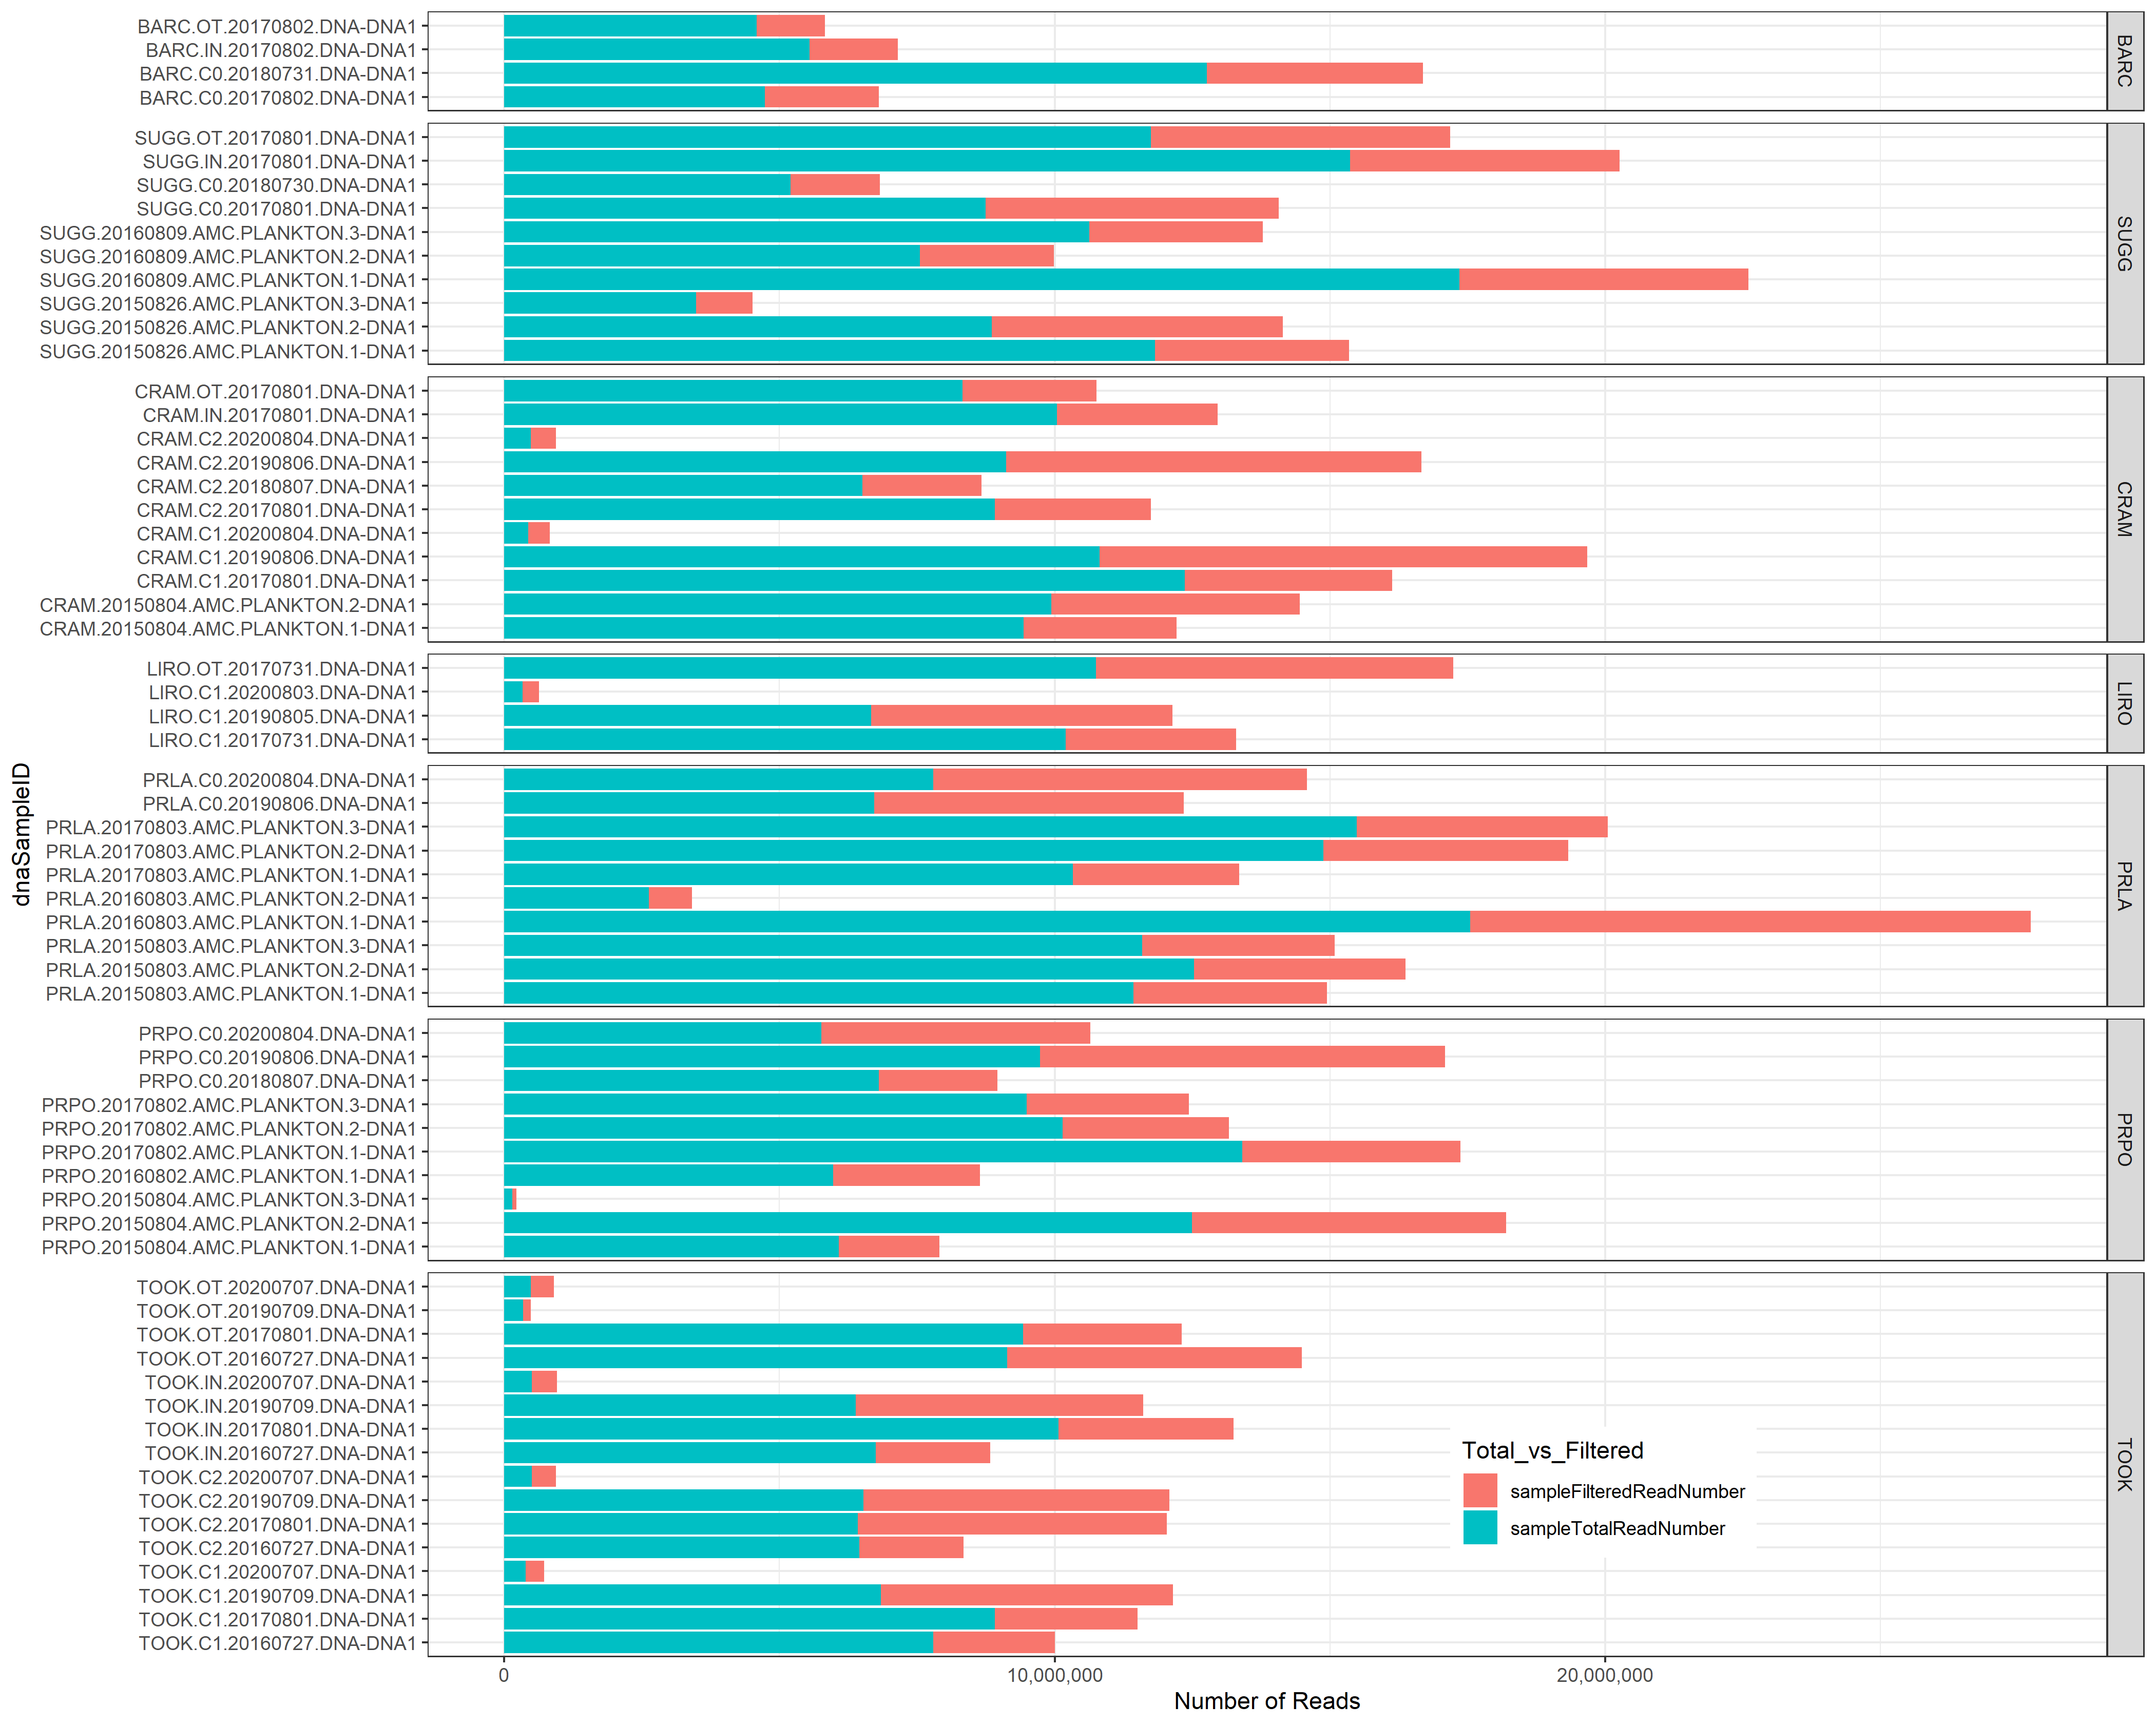 BARC.OT.20170802.DNA-DNA1
BARC.IN.20170802.DNA-DNA1
BARC.C0.20180731.DNA-DNA1
BARC.C0.20170802.DNA-DNA1
BARC
SUGG.OT.20170801.DNA-DNA1
SUGG.IN.20170801.DNA-DNA1
SUGG.C0.20180730.DNA-DNA1
SUGG.C0.20170801.DNA-DNA1
SUGG.20160809.AMC.PLANKTON.3-DNA1
SUGG.20160809.AMC.PLANKTON.2-DNA1
SUGG.20160809.AMC.PLANKTON.1-DNA1
SUGG.20150826.AMC.PLANKTON.3-DNA1
SUGG.20150826.AMC.PLANKTON.2-DNA1
SUGG.20150826.AMC.PLANKTON.1-DNA1
SUGG
CRAM.OT.20170801.DNA-DNA1
CRAM.IN.20170801.DNA-DNA1
CRAM.C2.20200804.DNA-DNA1
CRAM.C2.20190806.DNA-DNA1
CRAM.C2.20180807.DNA-DNA1
CRAM.C2.20170801.DNA-DNA1
CRAM.C1.20200804.DNA-DNA1
CRAM.C1.20190806.DNA-DNA1
CRAM.C1.20170801.DNA-DNA1
CRAM.20150804.AMC.PLANKTON.2-DNA1
CRAM.20150804.AMC.PLANKTON.1-DNA1
CRAM
LIRO.OT.20170731.DNA-DNA1
LIRO.C1.20200803.DNA-DNA1
LIRO.C1.20190805.DNA-DNA1
LIRO.C1.20170731.DNA-DNA1
LIRO
PRLA.C0.20200804.DNA-DNA1
PRLA.C0.20190806.DNA-DNA1
PRLA.20170803.AMC.PLANKTON.3-DNA1
PRLA.20170803.AMC.PLANKTON.2-DNA1
PRLA.20170803.AMC.PLANKTON.1-DNA1
PRLA.20160803.AMC.PLANKTON.2-DNA1
PRLA.20160803.AMC.PLANKTON.1-DNA1
PRLA.20150803.AMC.PLANKTON.3-DNA1
PRLA.20150803.AMC.PLANKTON.2-DNA1
PRLA.20150803.AMC.PLANKTON.1-DNA1
PRLA
PRPO.C0.20200804.DNA-DNA1
PRPO.C0.20190806.DNA-DNA1
PRPO.C0.20180807.DNA-DNA1
PRPO.20170802.AMC.PLANKTON.3-DNA1
PRPO.20170802.AMC.PLANKTON.2-DNA1
PRPO.20170802.AMC.PLANKTON.1-DNA1
PRPO.20160802.AMC.PLANKTON.1-DNA1
PRPO.20150804.AMC.PLANKTON.3-DNA1
PRPO.20150804.AMC.PLANKTON.2-DNA1
PRPO.20150804.AMC.PLANKTON.1-DNA1
PRPO
TOOK.OT.20200707.DNA-DNA1
TOOK.OT.20190709.DNA-DNA1
TOOK.OT.20170801.DNA-DNA1
TOOK.OT.20160727.DNA-DNA1
TOOK.IN.20200707.DNA-DNA1
TOOK.IN.20190709.DNA-DNA1
TOOK.IN.20170801.DNA-DNA1
TOOK.IN.20160727.DNA-DNA1
TOOK.C2.20200707.DNA-DNA1
TOOK.C2.20190709.DNA-DNA1
TOOK.C2.20170801.DNA-DNA1
TOOK.C2.20160727.DNA-DNA1
TOOK.C1.20200707.DNA-DNA1
TOOK.C1.20190709.DNA-DNA1
TOOK.C1.20170801.DNA-DNA1
TOOK.C1.20160727.DNA-DNA1
TOOK
dnaSampleID
Total_vs_Filtered
sampleFilteredReadNumber
sampleTotalReadNumber
0 10,000,000 20,000,000
Number of Reads